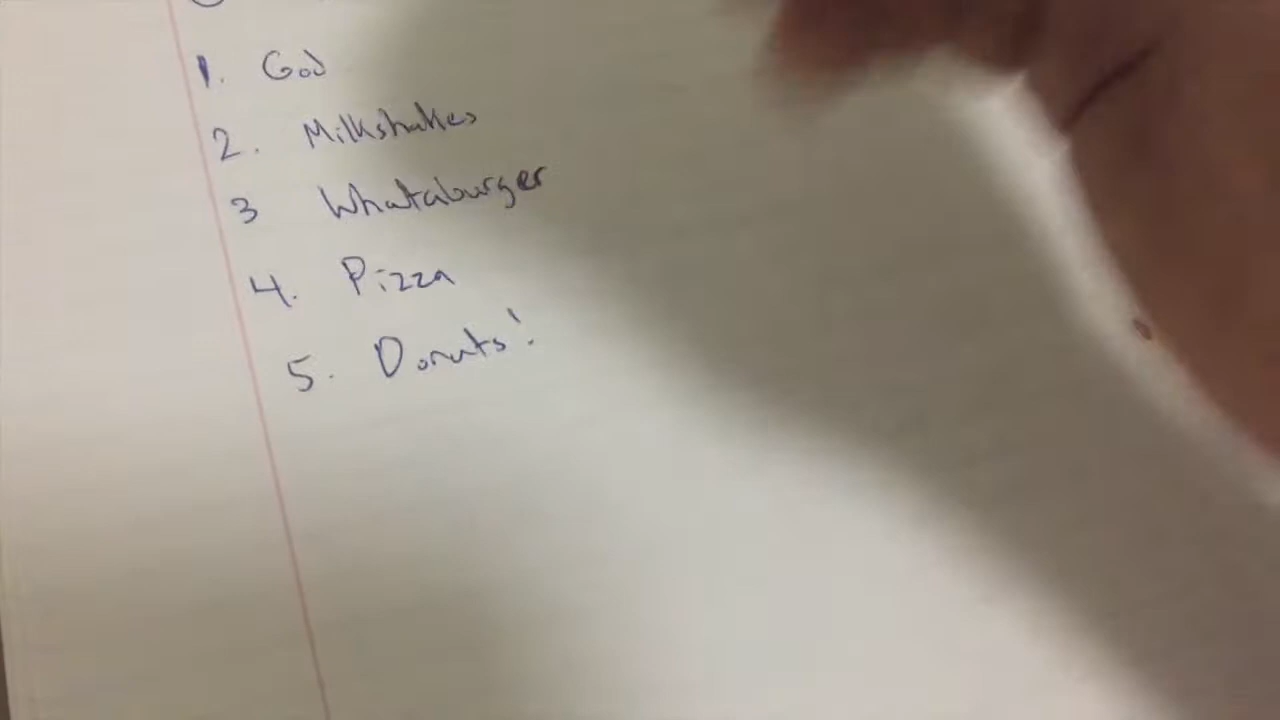 1. God
2. Milkshakes
3 Whataburger
4. Pizza
5. Donuts!